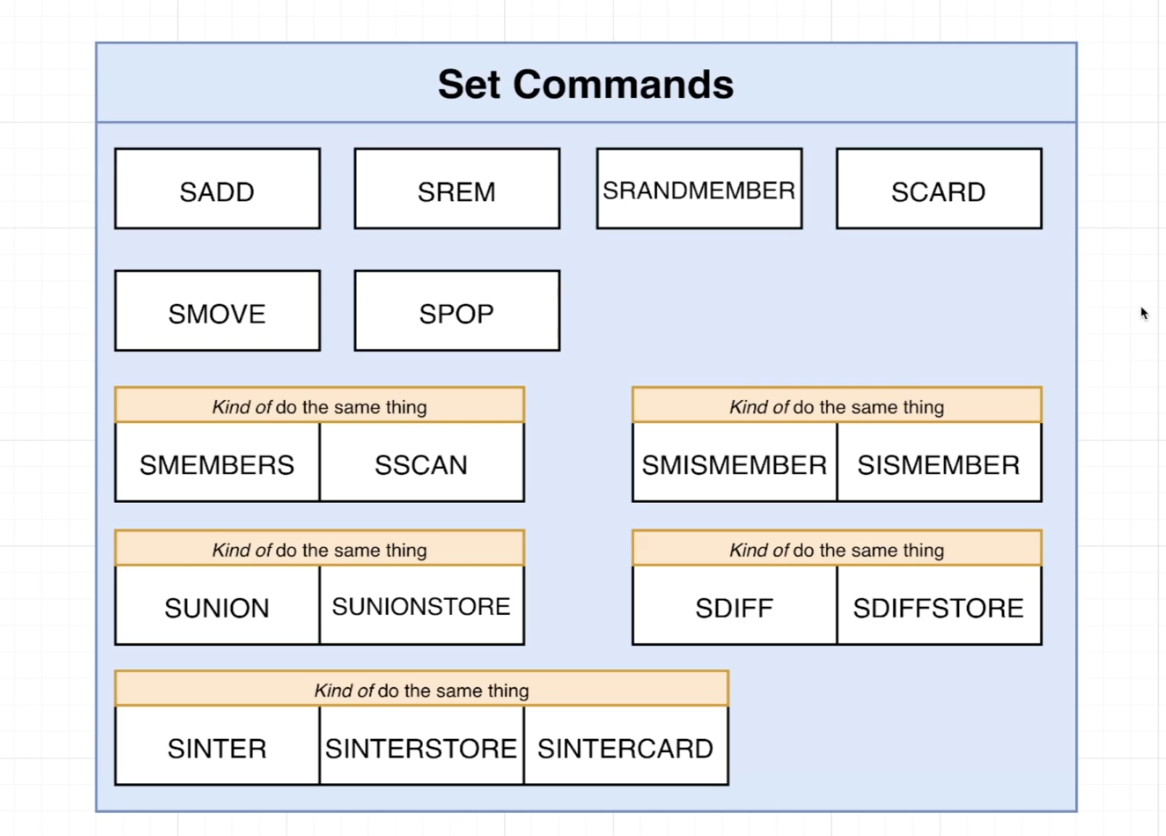 Set Commands
SADD
SREM
SRANDMEMBER
SCARD
SMOVE
SPOP
Kind of do the same thing
SMEMBERS
SSCAN
Kind of do the same thing
SMISMEMBER
SISMEMBER
Kind of do the same thing
SUNION
SUNIONSTORE
Kind of do the same thing
SDIFF
SDIFFSTORE
Kind of do the same thing
SINTER
SINTERSTORE
SINTERCARD